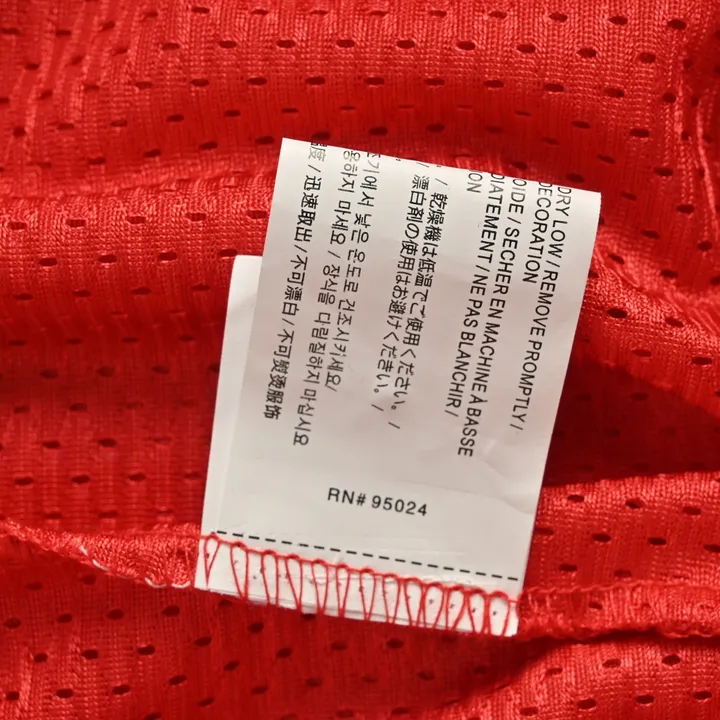 DRY LOW / REMOVE PROMPTLY /
DECORATION
OIDE / SECHER EN MACHINE À BASSE
DIATEMENT / NE PAS BLANCHIR /
ON
/ 乾燥機は低温でご使用ください。 /
/ 漂白剤の使用はお避けください。 /
기에서 낮은 온도로 건조시키세요/
용하지 마세요 / 장식을 다림질하지 마십시요
温度 / 迅速取出 / 不可漂白 / 不可熨烫服饰
RN# 95024